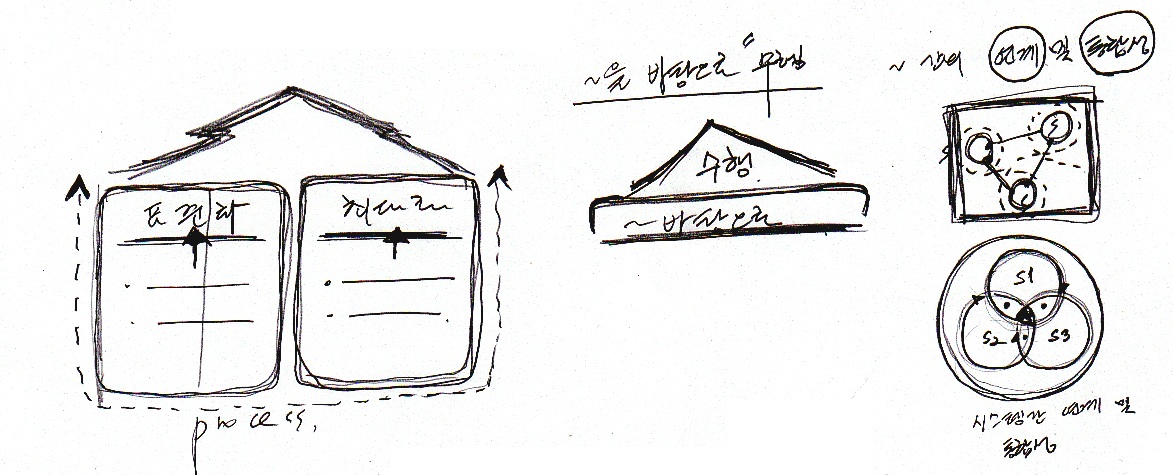 ~을 바탕으로 "수행
~ 간의 연계 및 통합성
표준화
최대화
수행.
~ 바탕으로
process.
S1
S2
S3
시스템간 연계 및
통합성